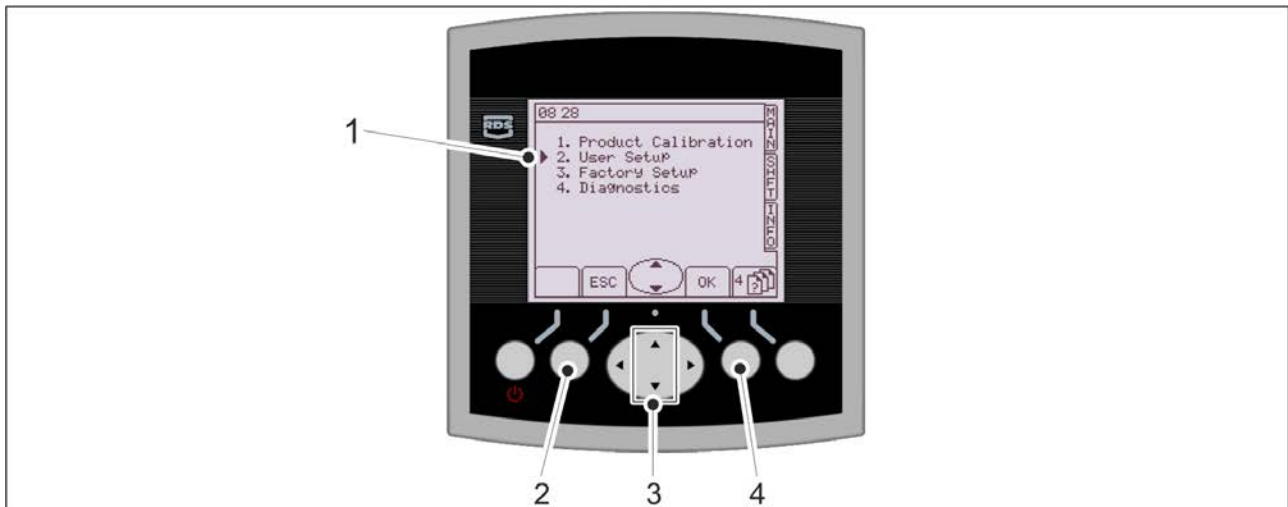 RDS
08 28
1. Product Calibration
2. User Setup
3. Factory Setup
4. Diagnostics
MAIN
SHFT
INFO
ESC
OK
4 ?
1
2
3
4